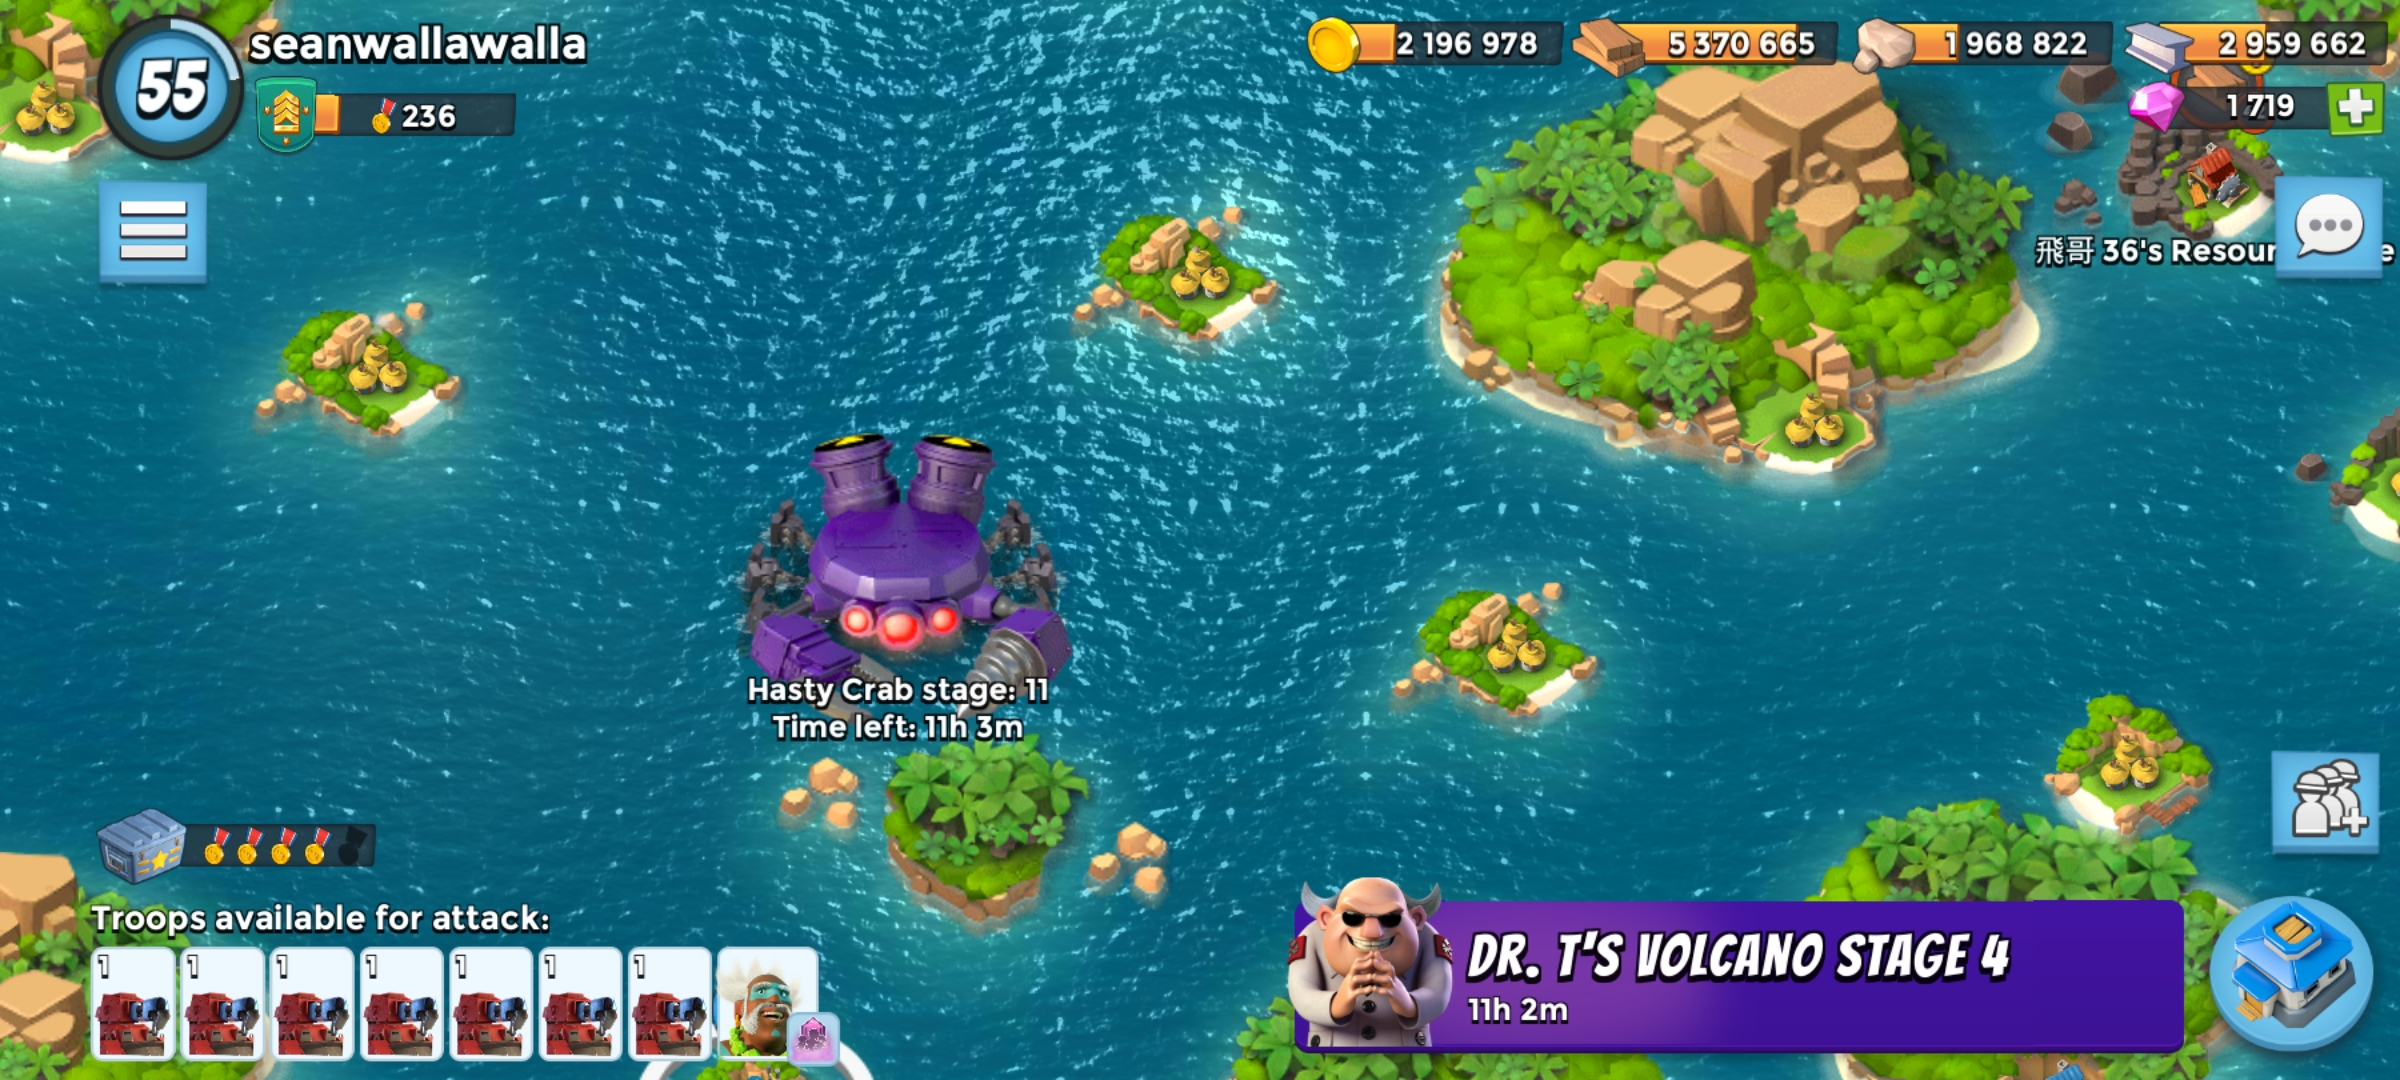 55
seanwallawalla
236
2 196 978
5 370 665
1 968 822
2 959 662
1 719
飛哥 36's Resour
e
Hasty Crab stage: 11
Time left: 11h 3m
Troops available for attack:
1 1 1 1 1 1 1
DR. T'S VOLCANO STAGE 4
11h 2m